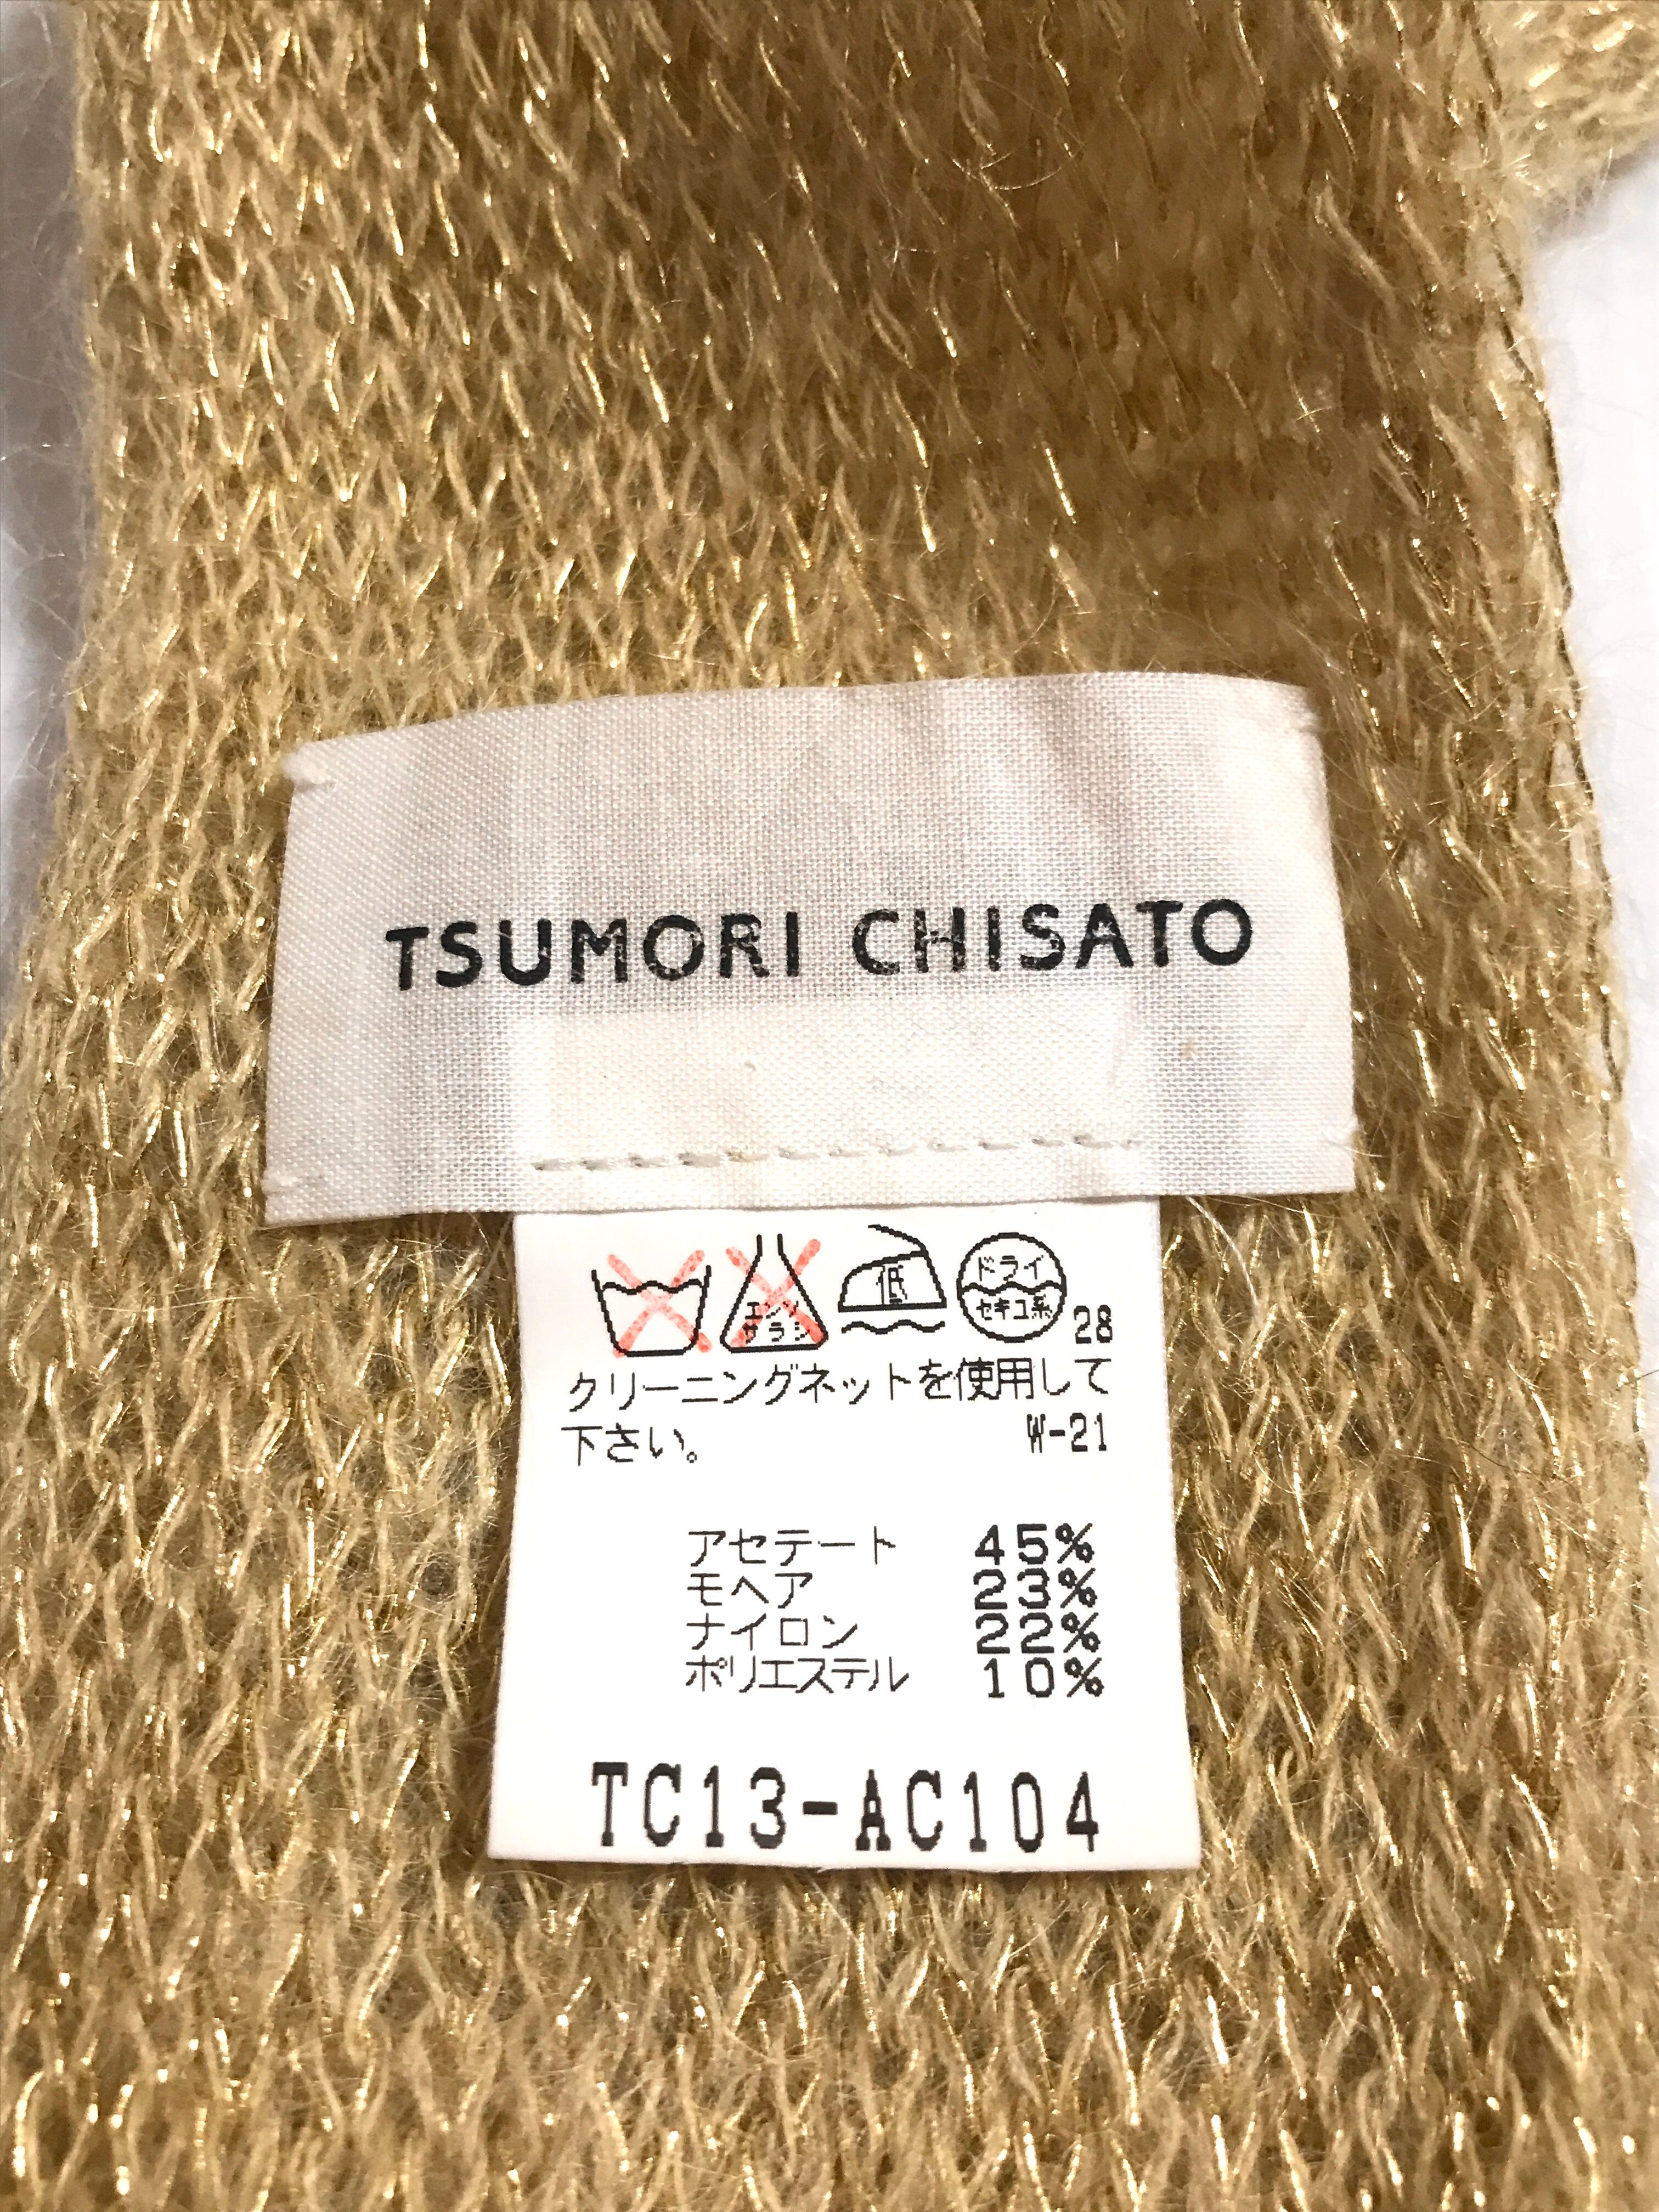 TSUMORI CHISATO
エンソ
サラシ
低
ドライ
セキユ系
28
クリーニングネットを使用して
下さい。 W-21
アセテート 45%
モヘア 23%
ナイロン 22%
ポリエステル 10%
TC13-AC104